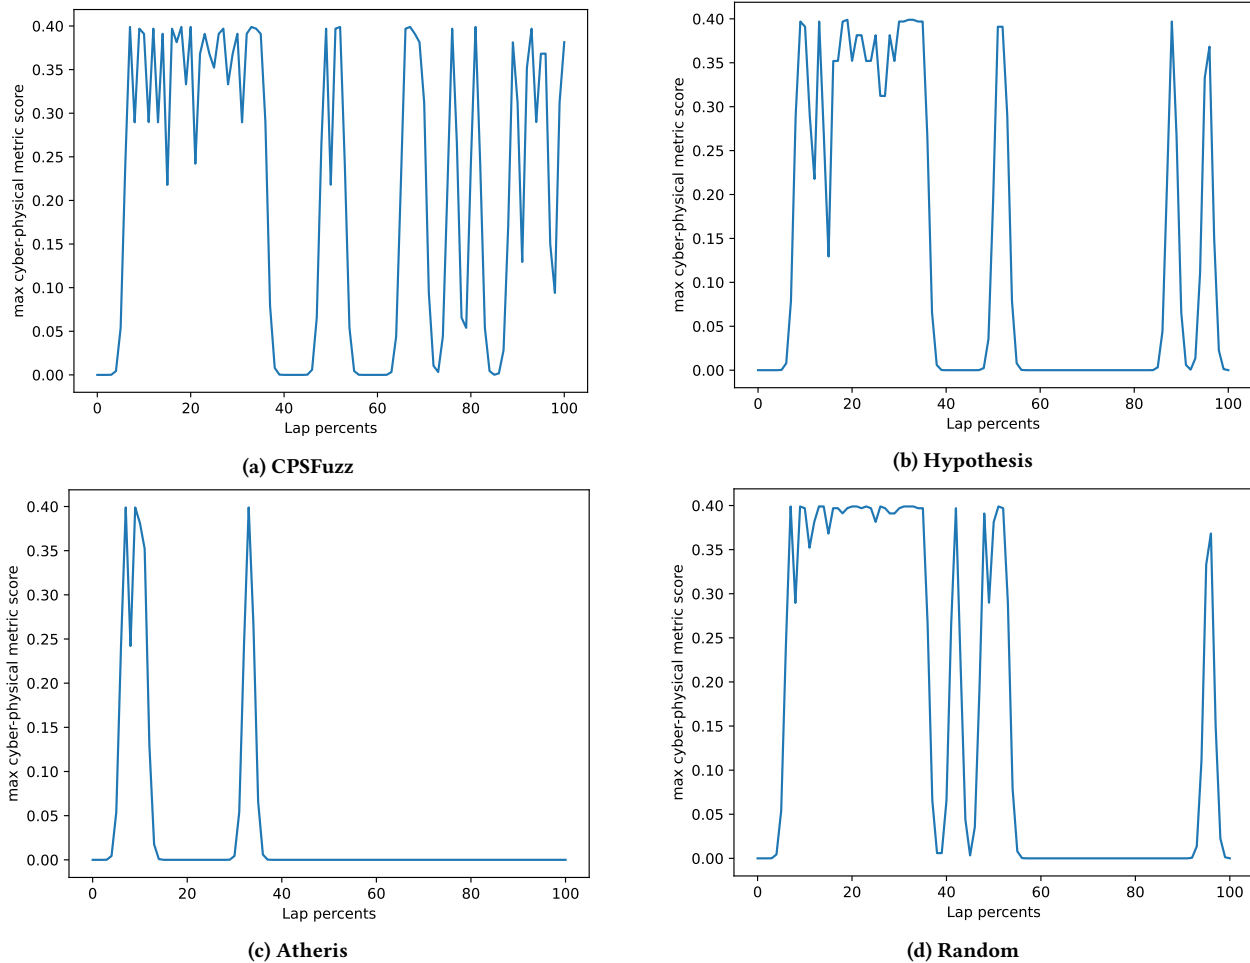 0.40
0.35
0.30
0.25
0.20
0.15
0.10
0.05
0.00
max cyber-physical metric score
0 20 40 60 80 100
Lap percents
(a) CPSFuzz
0.40
0.35
0.30
0.25
0.20
0.15
0.10
0.05
0.00
max cyber-physical metric score
0 20 40 60 80 100
Lap percents
(b) Hypothesis
0.40
0.35
0.30
0.25
0.20
0.15
0.10
0.05
0.00
max cyber-physical metric score
0 20 40 60 80 100
Lap percents
(c) Atheris
0.40
0.35
0.30
0.25
0.20
0.15
0.10
0.05
0.00
max cyber-physical metric score
0 20 40 60 80 100
Lap percents
(d) Random